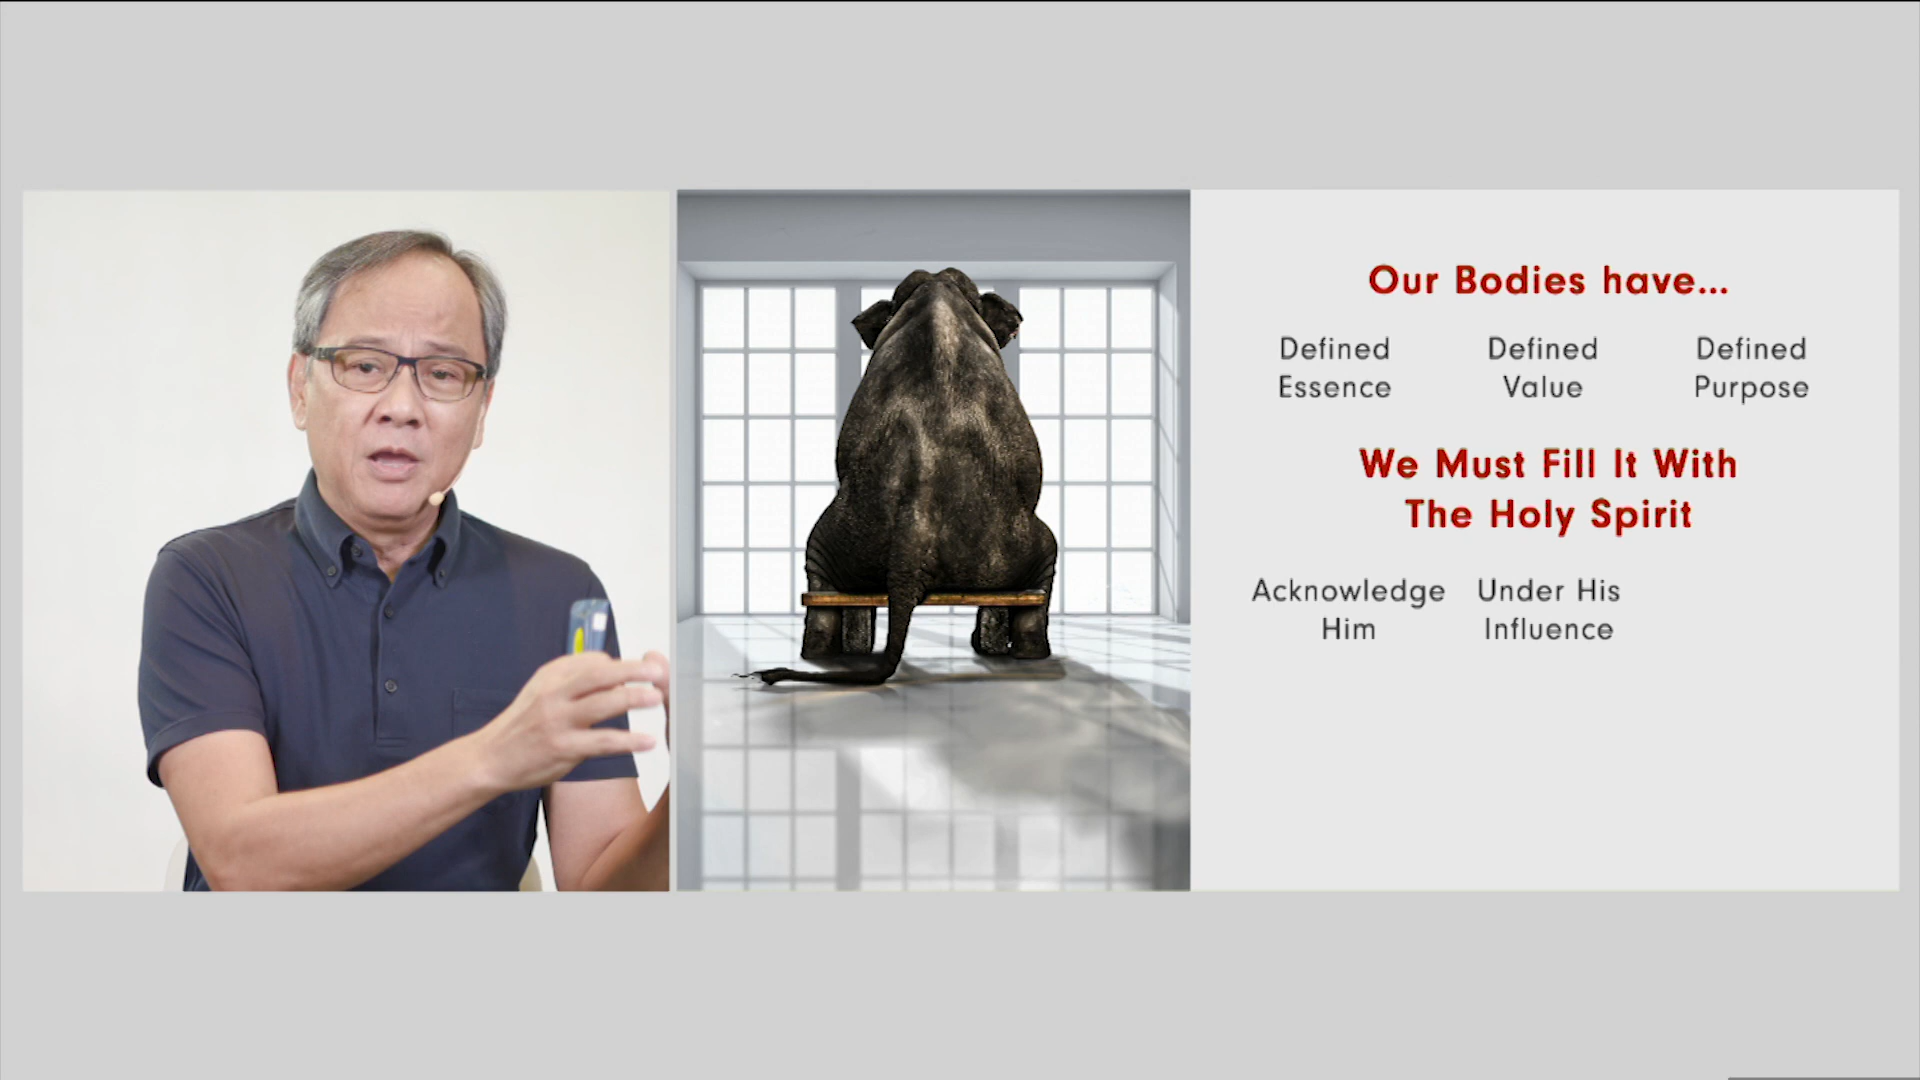 Our Bodies have...
Defined Defined Defined
Essence Value Purpose
We Must Fill It With
The Holy Spirit
Acknowledge Under His
Him Influence